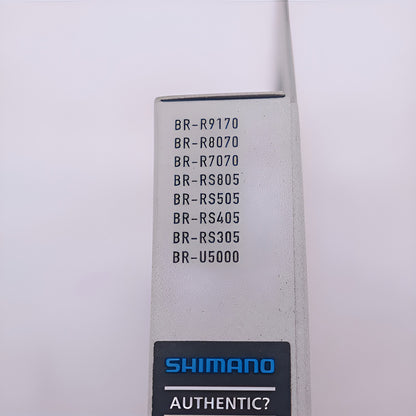 BR-R9170
BR-R8070
BR-R7070
BR-RS805
BR-RS505
BR-RS405
BR-RS305
BR-U5000
SHIMANO
AUTHENTIC?